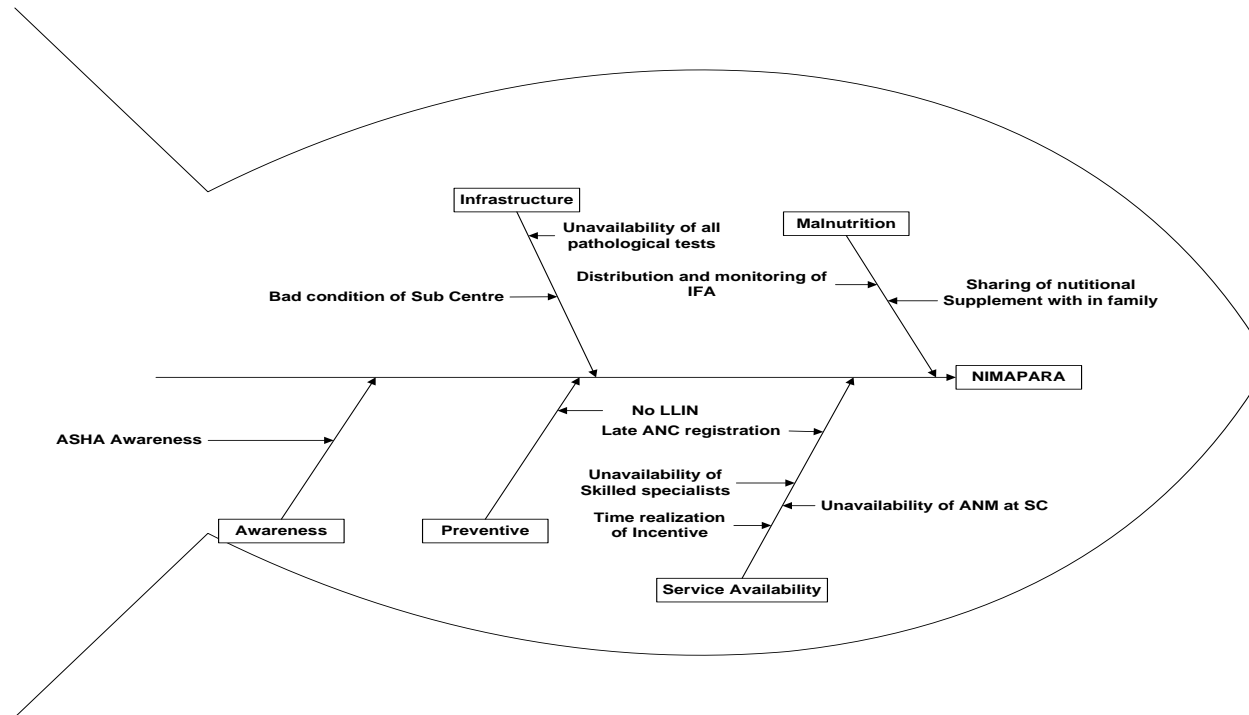 Infrastructure
Unavailability of all
pathological tests
Bad condition of Sub Centre
Malnutrition
Distribution and monitoring of
IFA
Sharing of nutitional
Supplement with in family
NIMAPARA
ASHA Awareness
Awareness
No LLIN
Preventive
Late ANC registration
Unavailability of
Skilled specialists
Unavailability of ANM at SC
Time realization
of Incentive
Service Availability